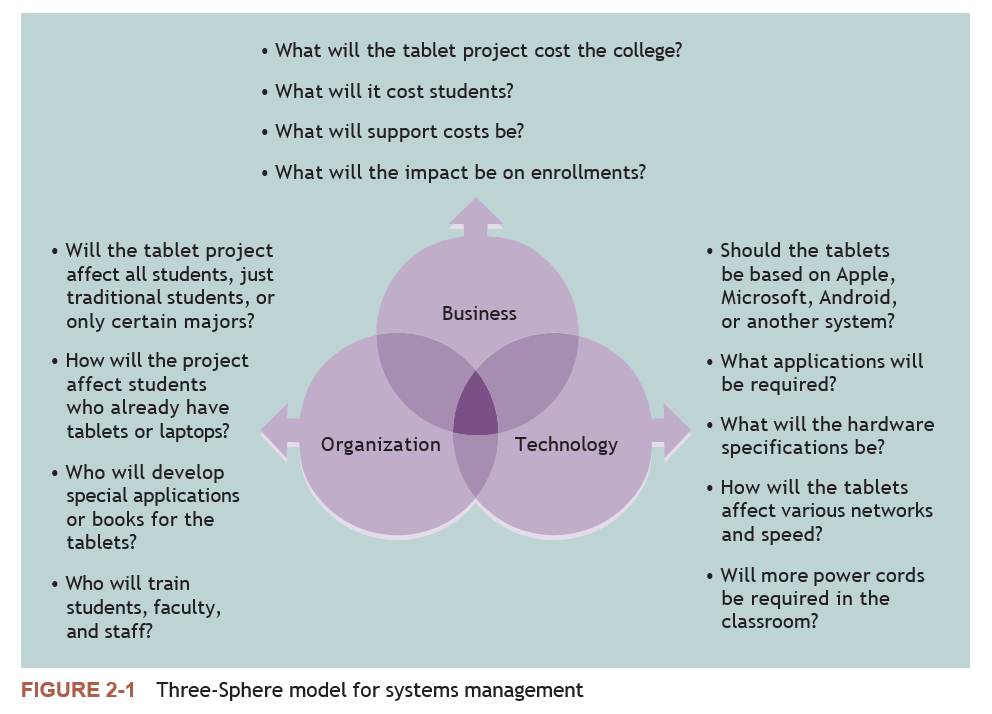 • What will the tablet project cost the college?
• What will it cost students?
• What will support costs be?
• What will the impact be on enrollments?
• Will the tablet project
affect all students, just
traditional students, or
only certain majors?
• How will the project
affect students
who already have
tablets or laptops?
• Who will develop
special applications
or books for the
tablets?
• Who will train
students, faculty,
and staff?
Business
Organization
Technology
• Should the tablets
be based on Apple,
Microsoft, Android,
or another system?
• What applications will
be required?
• What will the hardware
specifications be?
• How will the tablets
affect various networks
and speed?
• Will more power cords
be required in the
classroom?
FIGURE 2-1 Three-Sphere model for systems management